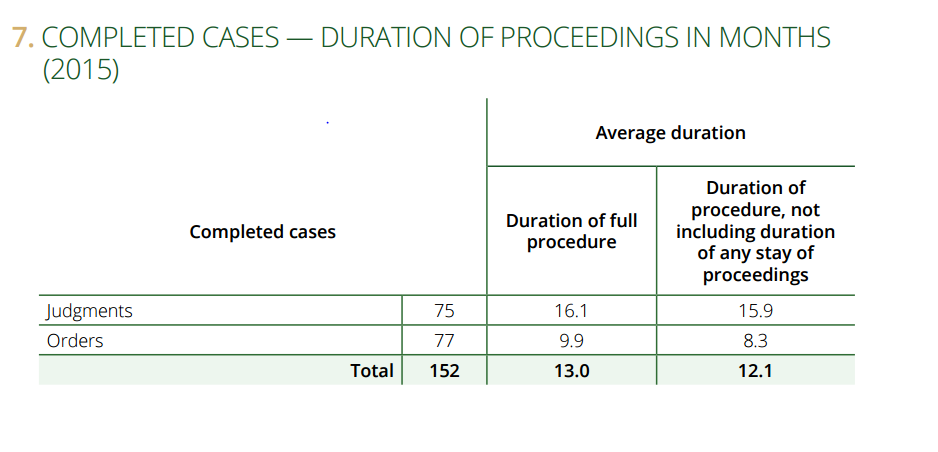 7. COMPLETED CASES — DURATION OF PROCEEDINGS IN MONTHS
(2015)
Average duration
Completed cases
Duration of full
procedure
Duration of
procedure, not
including duration
of any stay of
proceedings
Judgments 75 16.1 15.9
Orders 77 9.9 8.3
Total 152 13.0 12.1